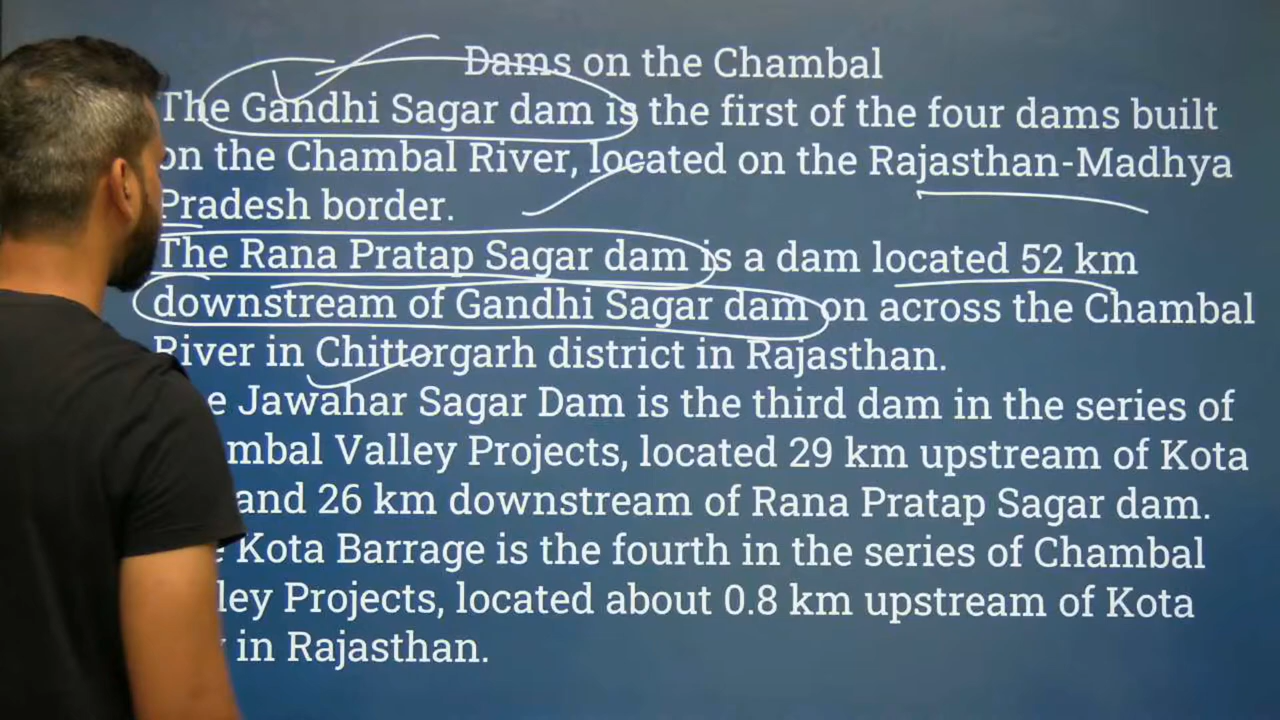 Dams on the Chambal
The Gandhi Sagar dam is the first of the four dams built
on the Chambal River, located on the Rajasthan-Madhya
Pradesh border.
The Rana Pratap Sagar dam is a dam located 52 km
downstream of Gandhi Sagar dam on across the Chambal
River in Chittorgarh district in Rajasthan.
Jawahar Sagar Dam is the third dam in the series of
Valley Projects, located 29 km upstream of Kota
and 26 km downstream of Rana Pratap Sagar dam.
Kota Barrage is the fourth in the series of Chambal
Projects, located about 0.8 km upstream of Kota
in Rajasthan.